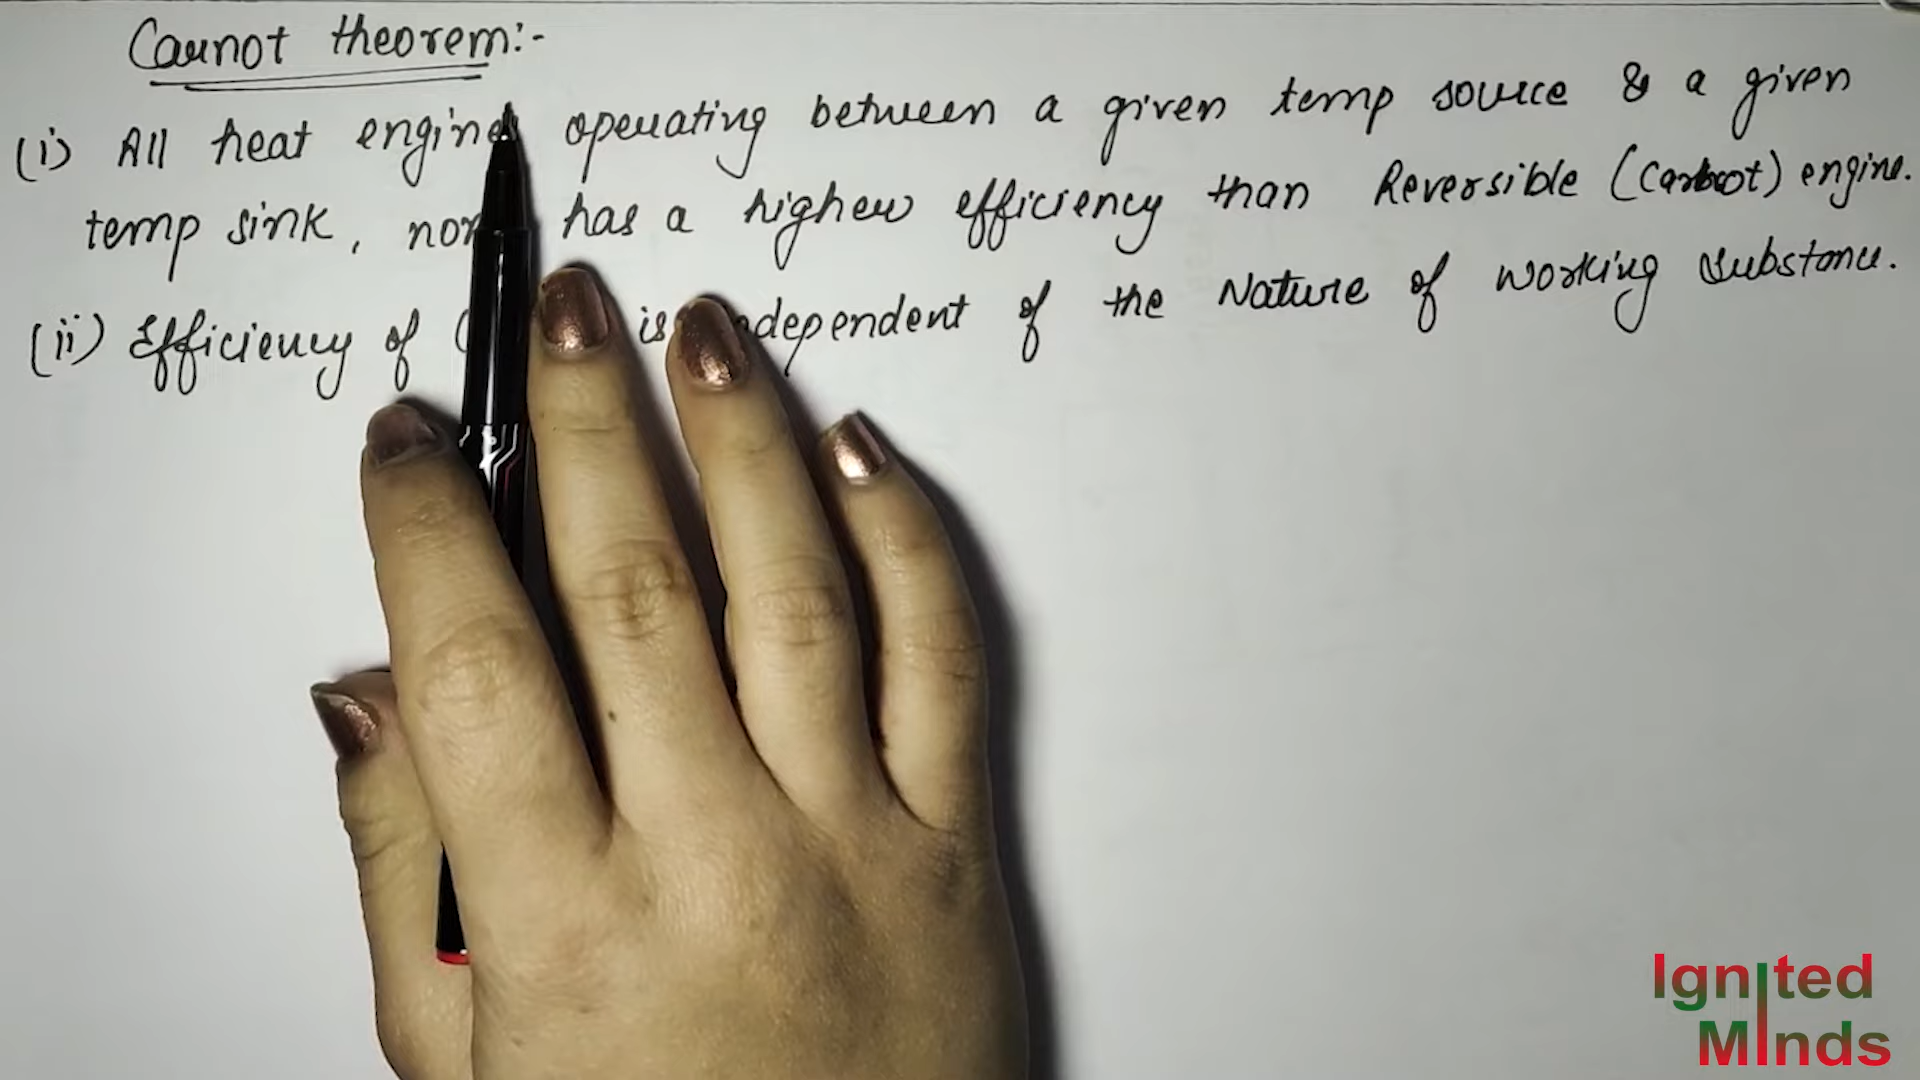 Carnot theorem:-
(i) All heat engines operating between a given temp source & a given
temp sink, has a higher efficiency than Reversible (Carnot) engine.
(ii) Efficiency of is independent of the Nature of working substance.
Ignited
Minds